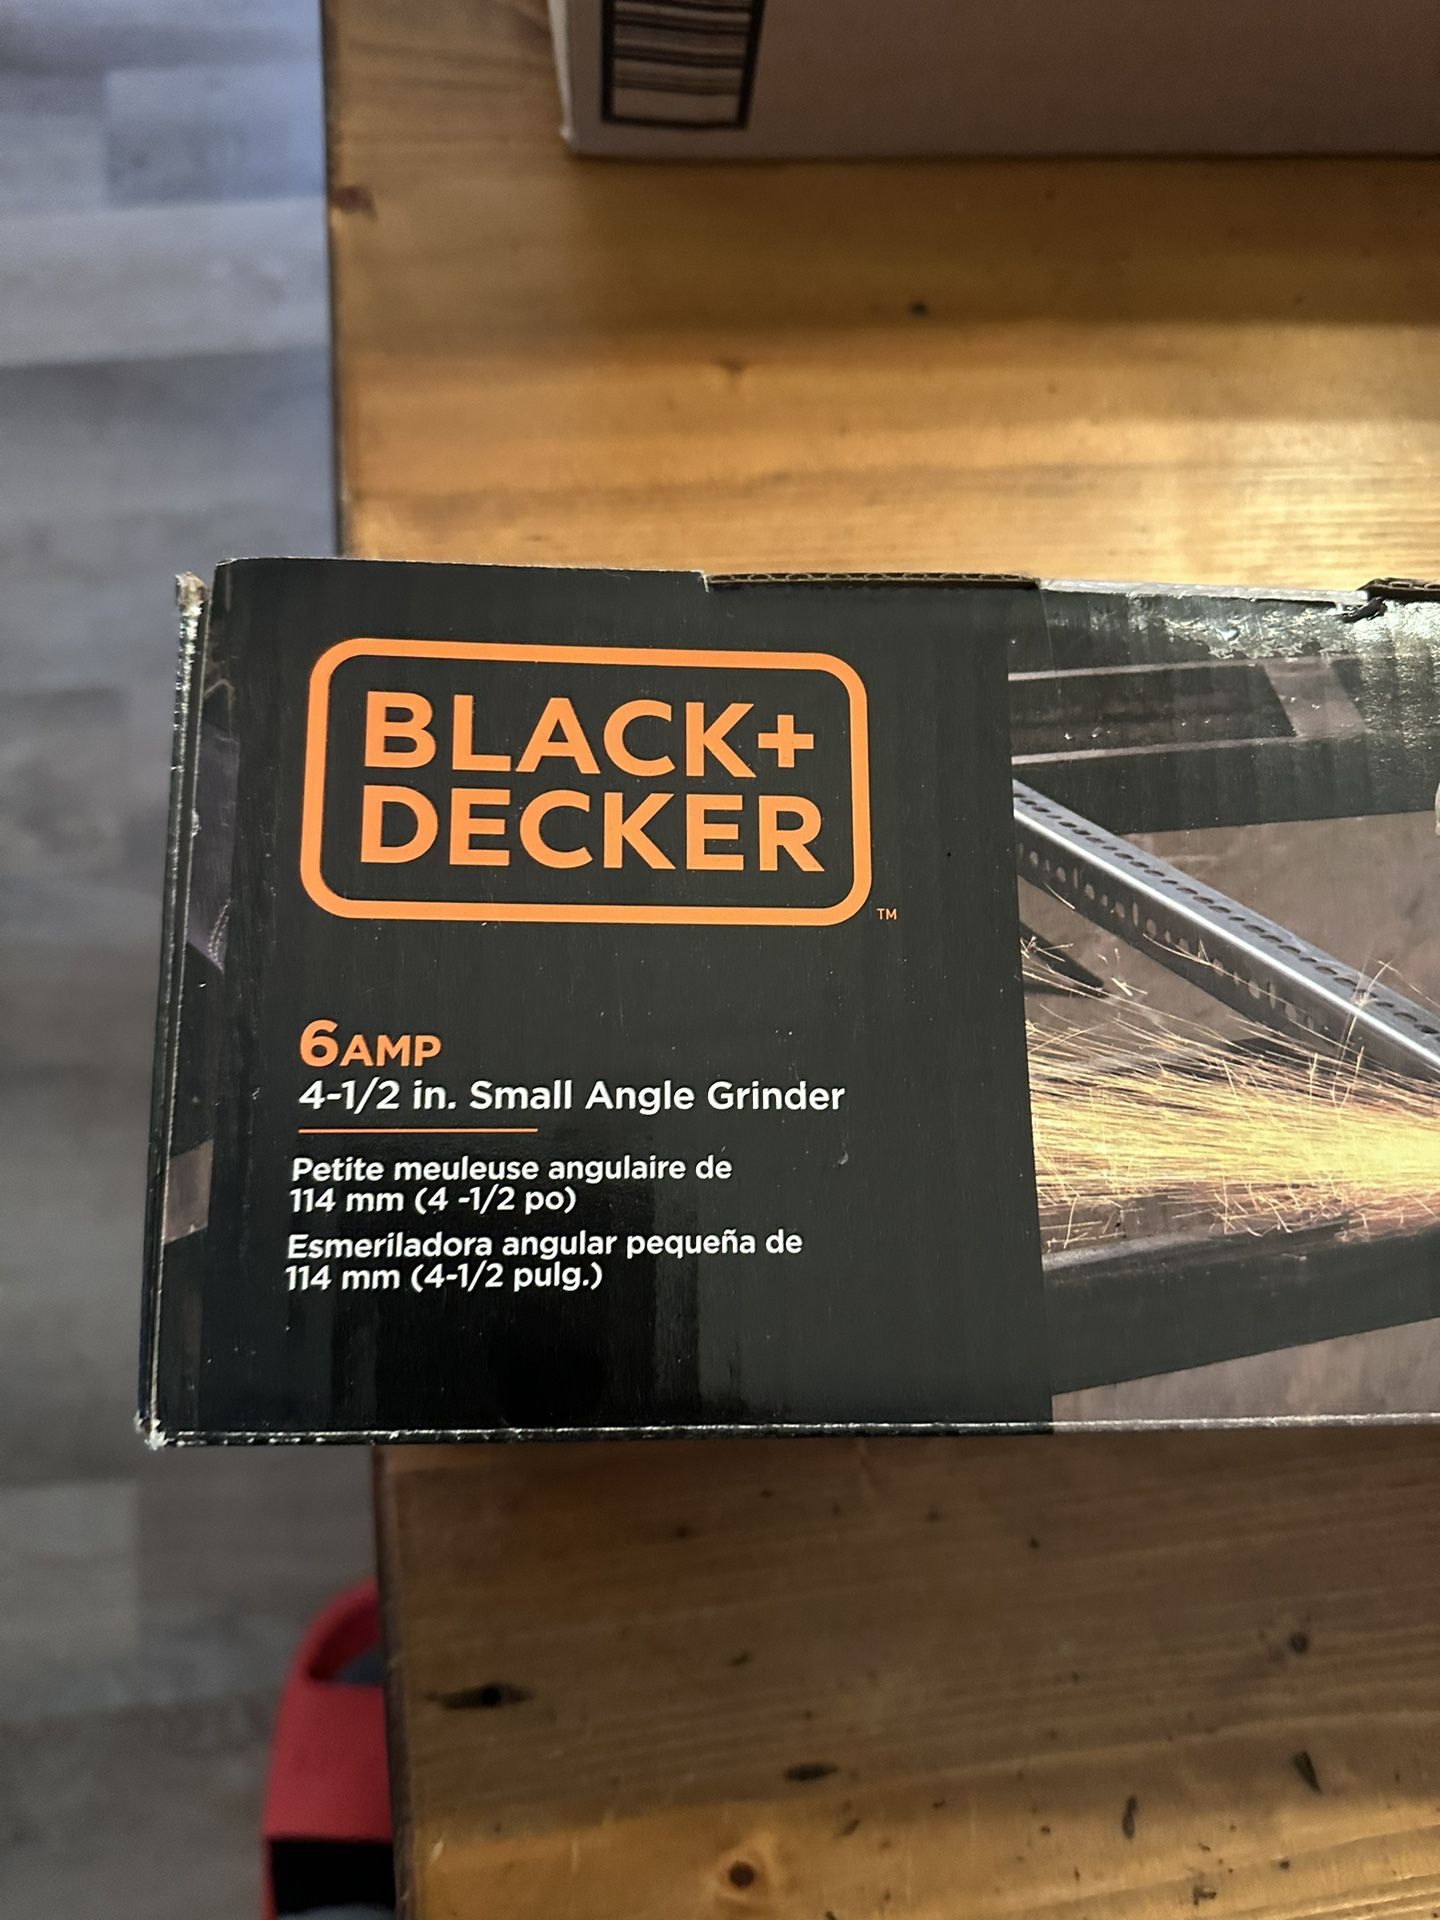 BLACK+
DECKER
TM
6AMP
4-1/2 in. Small Angle Grinder
Petite meuleuse angulaire de
114 mm (4 -1/2 po)
Esmeriladora angular pequeña de
114 mm (4-1/2 pulg.)